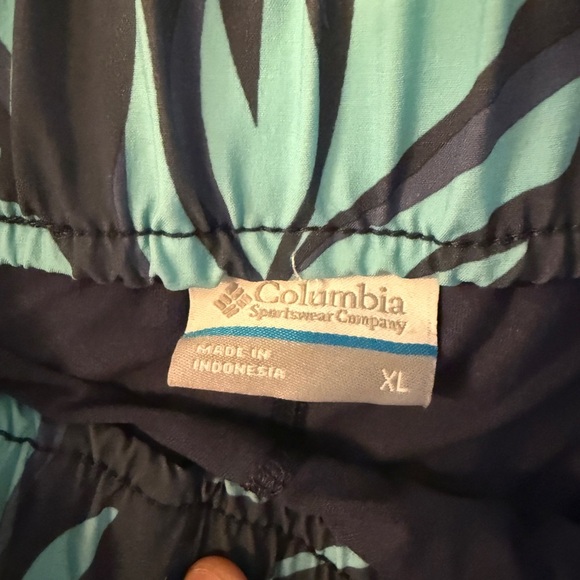 Columbia
Sportswear Company
MADE IN
INDONESIA
XL